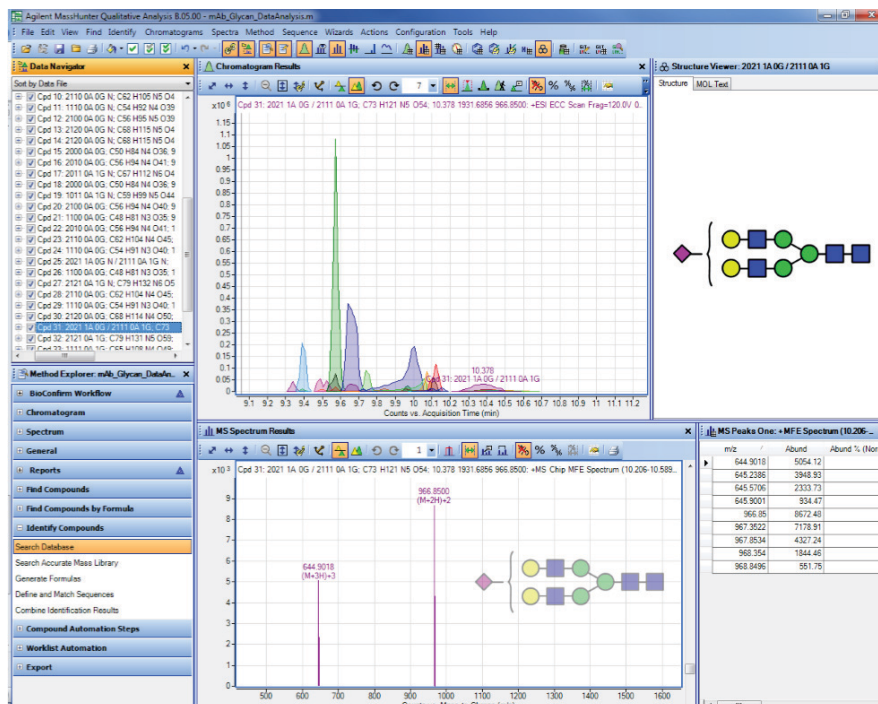 Agilent MassHunter Qualitative Analysis B.05.00 - mAb_Glycan_DataAnalysis.m
File Edit View Find Identify Chromatograms Spectra Method Sequence Wizards Actions Configuration Tools Help
Data Navigator
Sort by Data File
Cpd 10: 2110 0A 0G N; C62 H105 N5 O4
Cpd 11: 1110 0A 0G; C54 H92 N4 O39
Cpd 12: 2100 0A 0G; C56 H95 N5 O39
Cpd 13: 2120 0A 0G; C68 H115 N5 O4
Cpd 14: 2120 0A 0G; C68 H115 N5 O4
Cpd 15: 2000 0A 0G; C50 H84 N4 O36; 9
Cpd 16: 2010 0A 0G; C56 H94 N4 O41; 9
Cpd 17: 2011 0A 1G N; C67 H112 N6 O4
Cpd 18: 2000 0A 0G; C50 H84 N4 O36; 9
Cpd 19: 1011 0A 1G N; C59 H99 N5 O44
Cpd 20: 2100 0A 0G; C56 H94 N4 O40; 9
Cpd 21: 1100 0A 0G; C48 H81 N3 O35; 9
Cpd 22: 2010 0A 0G; C56 H94 N4 O41; 1
Cpd 23: 2110 0A 0G; C62 H104 N4 O45;
Cpd 24: 1110 0A 0G; C54 H91 N3 O40; 1
Cpd 25: 2021 1A 0G N / 2111 0A 1G N;
Cpd 26: 1100 0A 0G; C48 H81 N3 O35; 1
Cpd 27: 2121 0A 1G N; C79 H132 N6 O5
Cpd 28: 2110 0A 0G; C62 H104 N4 O45;
Cpd 29: 1110 0A 0G; C54 H91 N3 O40; 1
Cpd 30: 2120 0A 0G; C68 H114 N4 O50;
Cpd 31: 2021 1A 0G / 2111 0A 1G; C73
Cpd 32: 2121 0A 1G; C79 H131 N5 O59;
Cpd 33: 1111 0A 1G; C65 H108 N4 O49;
Method Explorer: mAb_Glycan_DataAn...
BioConfirm Workflow
Chromatogram
Spectrum
General
Reports
Find Compounds
Find Compounds by Formula
Identify Compounds
Search Database
Search Accurate Mass Library
Generate Formulas
Define and Match Sequences
Combine Identification Results
Compound Automation Steps
Worklist Automation
Export
Chromatogram Results
7
x10 6
Cpd 31: 2021 1A 0G / 2111 0A 1G; C73 H121 N5 O54; 10.378 1931.6856 966.8500: +ESI ECC Scan Frag=120.0V 0..
1.15
1.1
1.05
1
0.95
0.9
0.85
0.8
0.75
0.7
0.65
0.6
0.55
0.5
0.45
0.4
0.35
0.3
0.25
0.2
0.15
0.1
0.05
0
10.378
Cpd 31: 2021 1A 0G / 2111 0A 1G
9.1 9.2 9.3 9.4 9.5 9.6 9.7 9.8 9.9 10 10.1 10.2 10.3 10.4 10.5 10.6 10.7 10.8 10.9 11 11.1 11.2
Counts vs. Acquisition Time (min)
Structure Viewer: 2021 1A 0G / 2111 0A 1G
Structure MOL Text
MS Spectrum Results
1
x10 3
Cpd 31: 2021 1A 0G / 2111 0A 1G; C73 H121 N5 O54; 10.378 1931.6856 966.8500: +MS Chip MFE Spectrum (10.206-10.589...
9
8
7
6
5
4
3
2
1
0
966.8500
(M+2H)+2
644.9018
(M+3H)+3
500 600 700 800 900 1000 1100 1200 1300 1400 1500 1600
MS Peaks One: +MFE Spectrum (10.206-...
m/z Abund Abund % (Nor
644.9018 5054.12
645.2386 3948.93
645.5706 2333.73
645.9001 934.47
966.85 8672.48
967.3522 7178.91
967.8534 4327.24
968.354 1844.46
968.8496 551.75